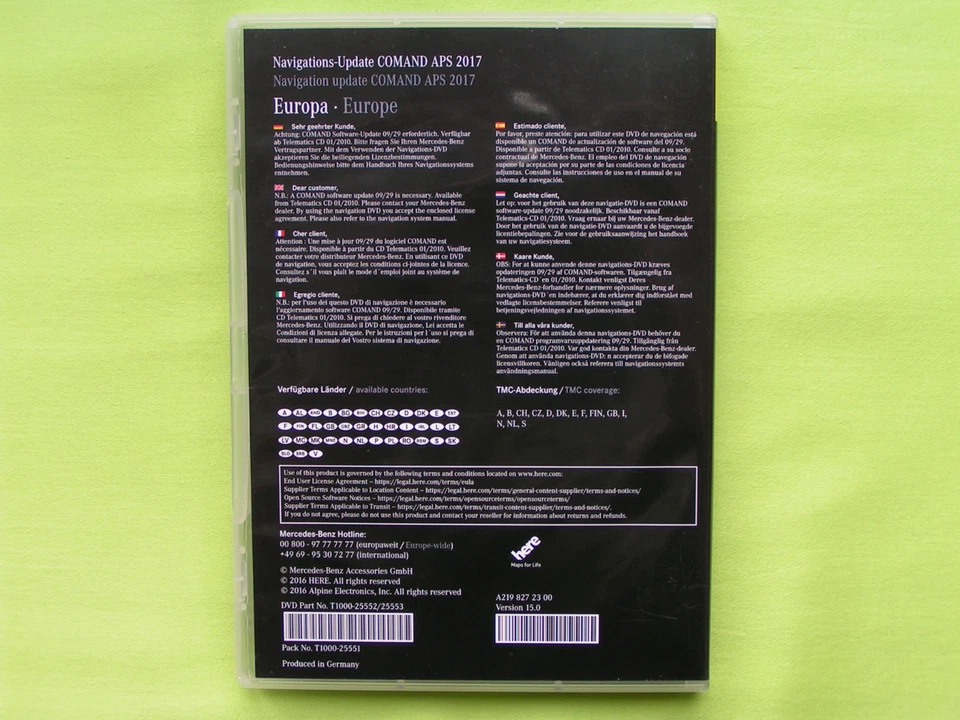 Navigations-Update COMAND APS 2017
Navigation update COMAND APS 2017
Europa · Europe
Sehr geehrter Kunde,
Achtung: COMAND Software-Update 09/29 erforderlich. Verfügbar
ab Telematics CD 01/2010. Bitte fragen Sie Ihren Mercedes-Benz
Vertragspartner. Mit dem Verwenden der Navigations-DVD
akzeptieren Sie die beiliegenden Lizenzbestimmungen.
Bedienungshinweise bitte dem Handbuch Ihres Navigationssystems
entnehmen.
Dear customer,
N.B.: A COMAND software update 09/29 is necessary. Available
from Telematics CD 01/2010. Please contact your Mercedes-Benz
dealer. By using the navigation DVD you accept the enclosed license
agreement. Please also refer to the navigation system manual.
Cher client,
Attention : Une mise à jour 09/29 du logiciel COMAND est
nécessaire. Disponible à partir du CD Telematics 01/2010. Veuillez
contacter votre distributeur Mercedes-Benz. En utilisant ce DVD
de navigation, vous acceptez les conditions ci-jointes de la licence.
Consultez s´il vous plaît le mode d´emploi joint au système de
navigation.
Egregio cliente,
N.B.: per l'uso del questo DVD di navigazione è necessario
l'aggiornamento software COMAND 09/29. Disponibile tramite
CD Telematics 01/2010. Si prega di chiedere al vostro rivenditore
Mercedes-Benz. Utilizzando il DVD di navigazione, Lei accetta le
Condizioni di licenza allegate. Per le istruzioni per l´uso si prega di
consultare il manuale del Vostro sistema di navigazione.
Estimado cliente,
Por favor, preste atención: para utilizar este DVD de navegación está
disponible un COMAND de actualización de software del 09/29.
Disponible a partir de Telematics CD 01/2010. Consulte a su socio
contractual de Mercedes-Benz. El empleo del DVD de navegación
supone la aceptación por su parte de las condiciones de licencia
adjuntas. Consulte las instrucciones de uso en el manual de su
sistema de navegación.
Geachte client,
Let op: voor het gebruik van deze navigatie-DVD is een COMAND
software-update 09/29 noodzakelijk. Beschikbaar vanaf
Telematics-CD 01/2010. Vraag ernaar bij uw Mercedes-Benz-dealer.
Door het gebruik van de navigatie-DVD aanvaardt u de bijgevoegde
licentiebepalingen. Zie voor de gebruiksaanwijzing het handboek
van uw navigatiesysteem.
Kaare Kunde,
OBS: For at kunne anvende denne navigations-DVD kræves
opdateringen 09/29 af COMAND-softwaren. Tilgængelig fra
Telematics-CD´en 01/2010. Kontakt venligst Deres
Mercedes-Benz-forhandler for nærmere oplysninger. Brug af
navigations-DVD´en indebærer, at du erklærer dig indforstået med
vedlagte licensbestemmelser. Referere venligst til
betjeningsvejledningen af navigationssystemet.
Till alla våra kunder,
Observera: För att använda denna navigations-DVD behöver du
en COMAND programvaruuppdatering 09/29. Tillgänglig från
Telematics CD 01/2010. Var god kontakta din Mercedes-Benz-dealer.
Genom att använda navigations-DVD: n accepterar du de bifogade
licensvillkoren. Vänligen också referera till navigationssystemts
användningsmanual.
Verfügbare Länder / available countries:
A AL AND B BG BIH CH CZ D DK E EST
F FIN FL GB GBZ GR H HR I IRL L LT
LV MC MK MNE N NL P PL RO RSM S SK
SLO SRB V
TMC-Abdeckung / TMC coverage:
A, B, CH, CZ, D, DK, E, F, FIN, GB, I,
N, NL, S
Use of this product is governed by the following terms and conditions located on www.here.com:
End User License Agreement – https://legal.here.com/terms/eula
Supplier Terms Applicable to Location Content – https://legal.here.com/terms/general-content-supplier/terms-and-notices/
Open Source Software Notices – https://legal.here.com/terms/opensourceterms/opensourceterms/
Supplier Terms Applicable to Transit – https://legal.here.com/terms/transit-content-supplier/terms-and-notices/.
If you do not agree, please do not use this product and contact your reseller for information about returns and refunds.
Mercedes-Benz Hotline:
00 800 - 97 77 77 77 (europaweit / Europe-wide)
+49 69 - 95 30 72 77 (international)
© Mercedes-Benz Accessories GmbH
© 2016 HERE. All rights reserved
© 2016 Alpine Electronics, Inc. All rights reserved
DVD Part No. T1000-25552/25553
Pack No. T1000-25551
Produced in Germany
here
Maps for Life
A219 827 23 00
Version 15.0